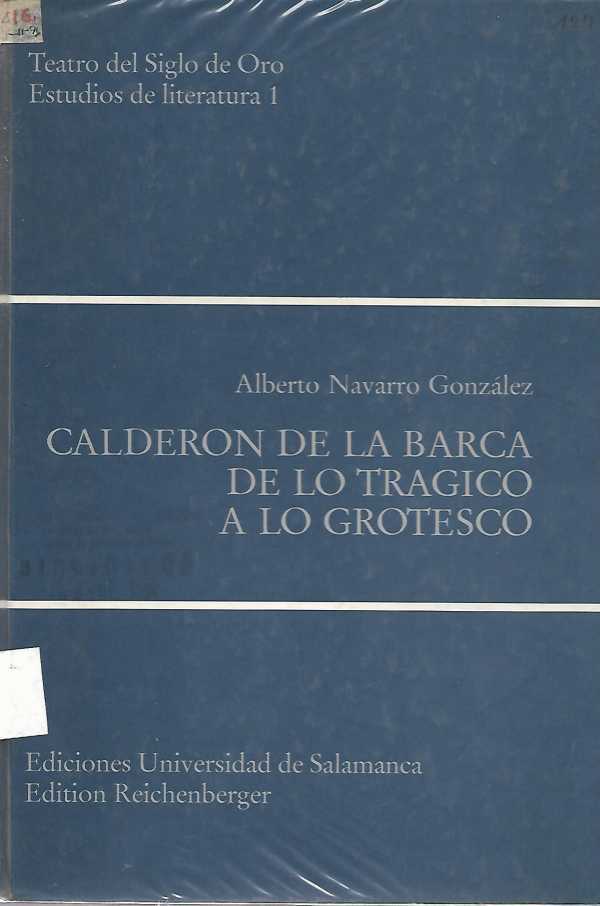 Teatro del Siglo de Oro
Estudios de literatura 1
Alberto Navarro González
CALDERON DE LA BARCA
DE LO TRAGICO
A LO GROTESCO
Ediciones Universidad de Salamanca
Edition Reichenberger